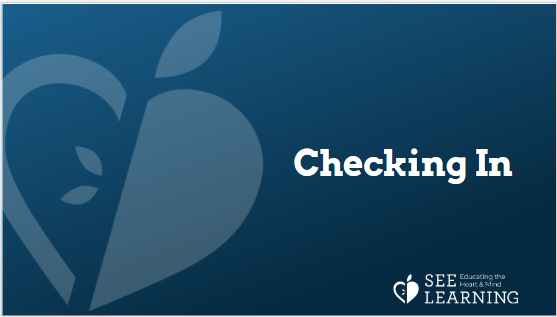 Checking In
SEE Educating the
Heart & Mind
LEARNING